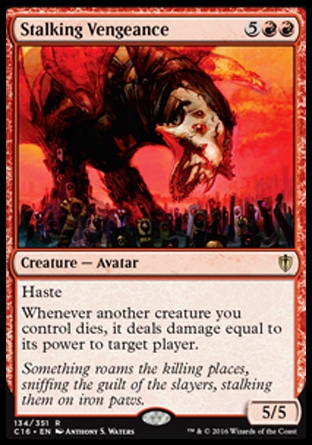 Stalking Vengeance 5
Creature — Avatar
Haste
Whenever another creature you
control dies, it deals damage equal to
its power to target player.
Something roams the killing places,
sniffing the guilt of the slayers, stalking
them on iron paws.
5/5
134/351 R
C16 • EN Anthony S. Waters
™ & © 2016 Wizards of the Coast